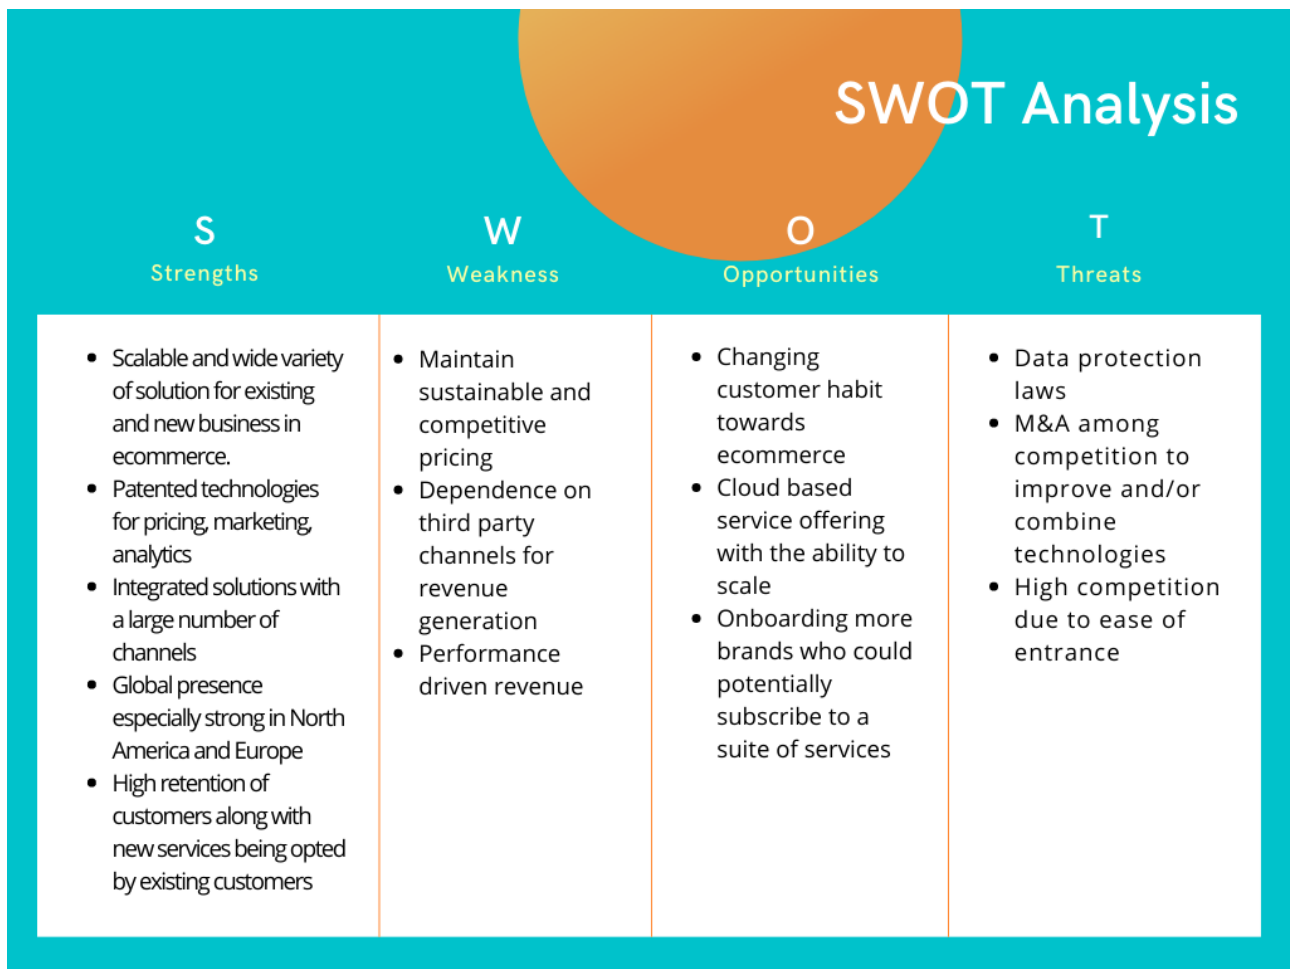 SWOT Analysis
S
Strengths
• Scalable and wide variety
of solution for existing
and new business in
ecommerce.
• Patented technologies
for pricing, marketing,
analytics
• Integrated solutions with
a large number of
channels
• Global presence
especially strong in North
America and Europe
• High retention of
customers along with
new services being opted
by existing customers
W
Weakness
• Maintain
sustainable and
competitive
pricing
• Dependence on
third party
channels for
revenue
generation
• Performance
driven revenue
O
Opportunities
• Changing
customer habit
towards
ecommerce
• Cloud based
service offering
with the ability to
scale
• Onboarding more
brands who could
potentially
subscribe to a
suite of services
T
Threats
• Data protection
laws
• M&A among
competition to
improve and/or
combine
technologies
• High competition
due to ease of
entrance